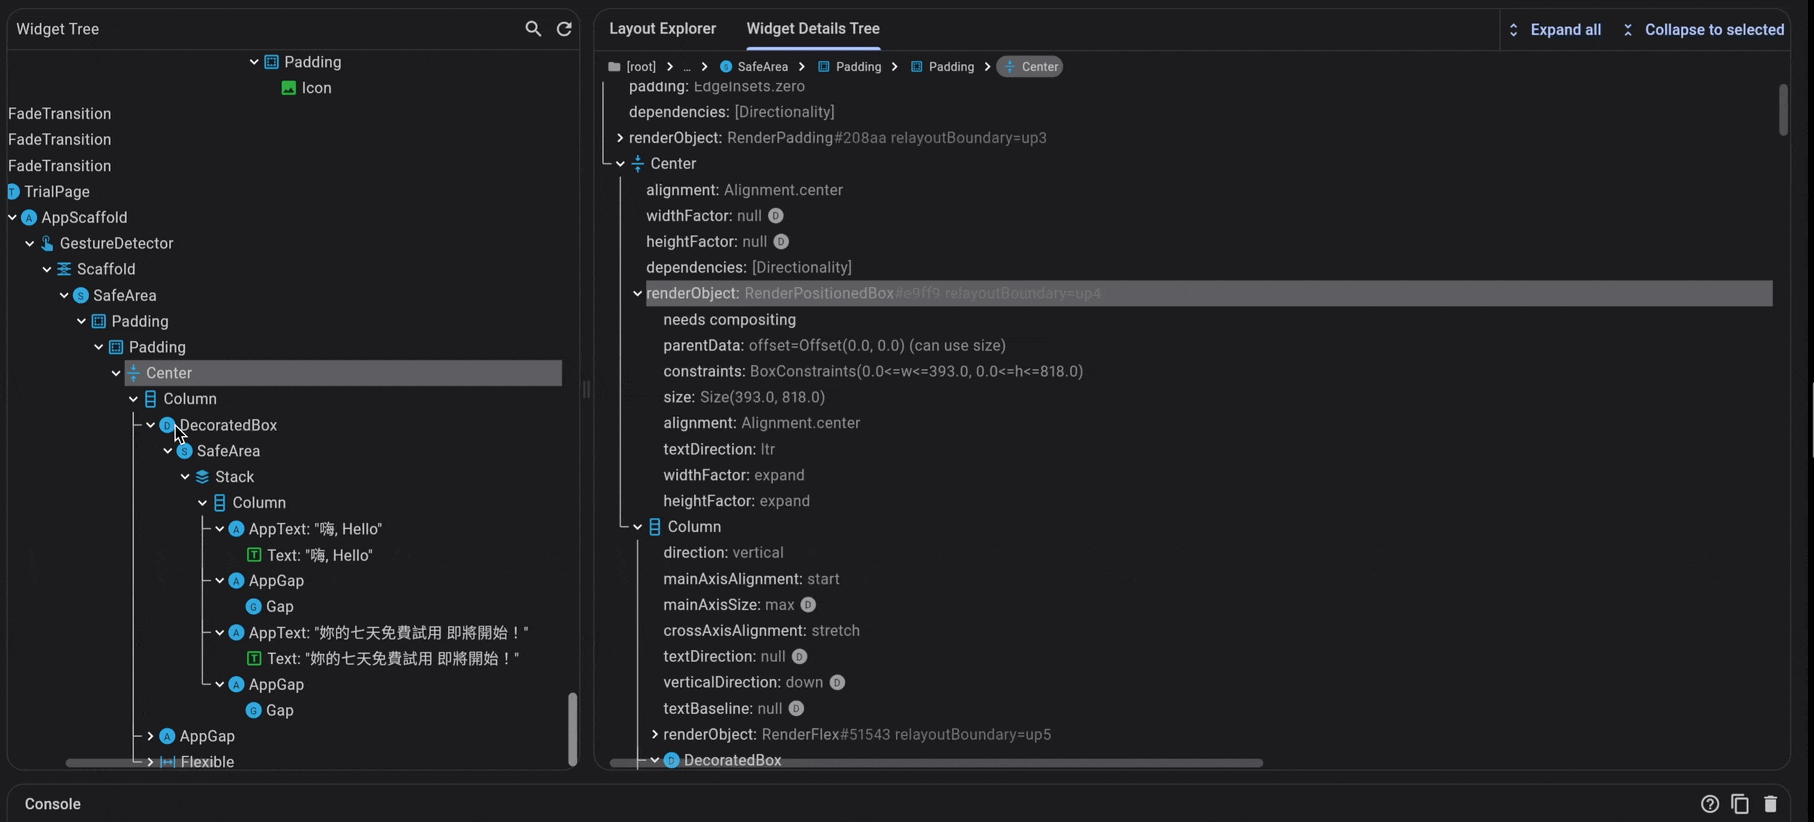 Widget Tree
Padding
Icon
FadeTransition
FadeTransition
FadeTransition
TrialPage
AppScaffold
GestureDetector
Scaffold
SafeArea
Padding
Padding
Center
Column
DecoratedBox
SafeArea
Stack
Column
AppText: "嗨, Hello"
Text: "嗨, Hello"
AppGap
Gap
AppText: "妳的七天免費試用 即將開始！"
Text: "妳的七天免費試用 即將開始！"
AppGap
Gap
AppGap
Flexible
Layout Explorer
Widget Details Tree
Expand all
Collapse to selected
[root] > ... > SafeArea > Padding > Padding > Center
padding: EdgeInsets.zero
dependencies: [Directionality]
renderObject: RenderPadding#208aa relayoutBoundary=up3
Center
alignment: Alignment.center
widthFactor: null D
heightFactor: null D
dependencies: [Directionality]
renderObject: RenderPositionedBox#e9ff9 relayoutBoundary=up4
needs compositing
parentData: offset=Offset(0.0, 0.0) (can use size)
constraints: BoxConstraints(0.0<=w<=393.0, 0.0<=h<=818.0)
size: Size(393.0, 818.0)
alignment: Alignment.center
textDirection: ltr
widthFactor: expand
heightFactor: expand
Column
direction: vertical
mainAxisAlignment: start
mainAxisSize: max D
crossAxisAlignment: stretch
textDirection: null D
verticalDirection: down D
textBaseline: null D
renderObject: RenderFlex#51543 relayoutBoundary=up5
DecoratedBox
Console